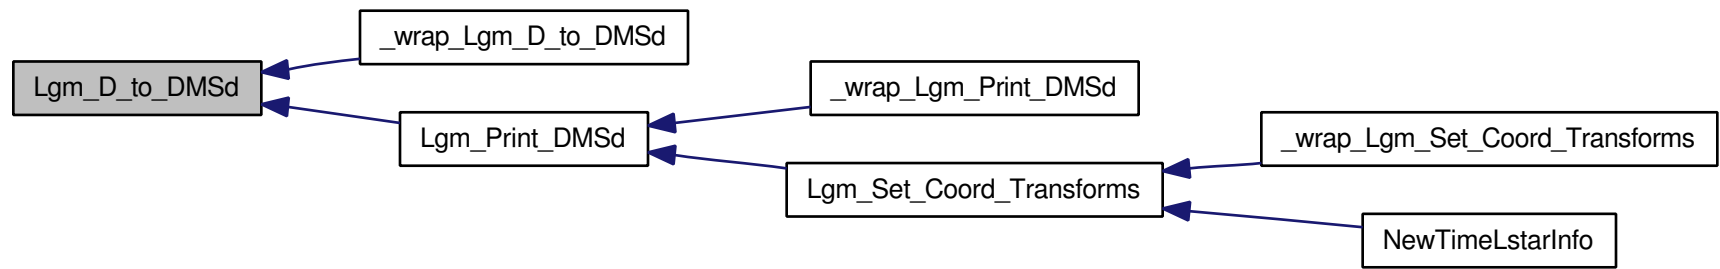 Lgm_D_to_DMSd
_wrap_Lgm_D_to_DMSd
Lgm_Print_DMSd
_wrap_Lgm_Print_DMSd
Lgm_Set_Coord_Transforms
_wrap_Lgm_Set_Coord_Transforms
NewTimeLstarInfo